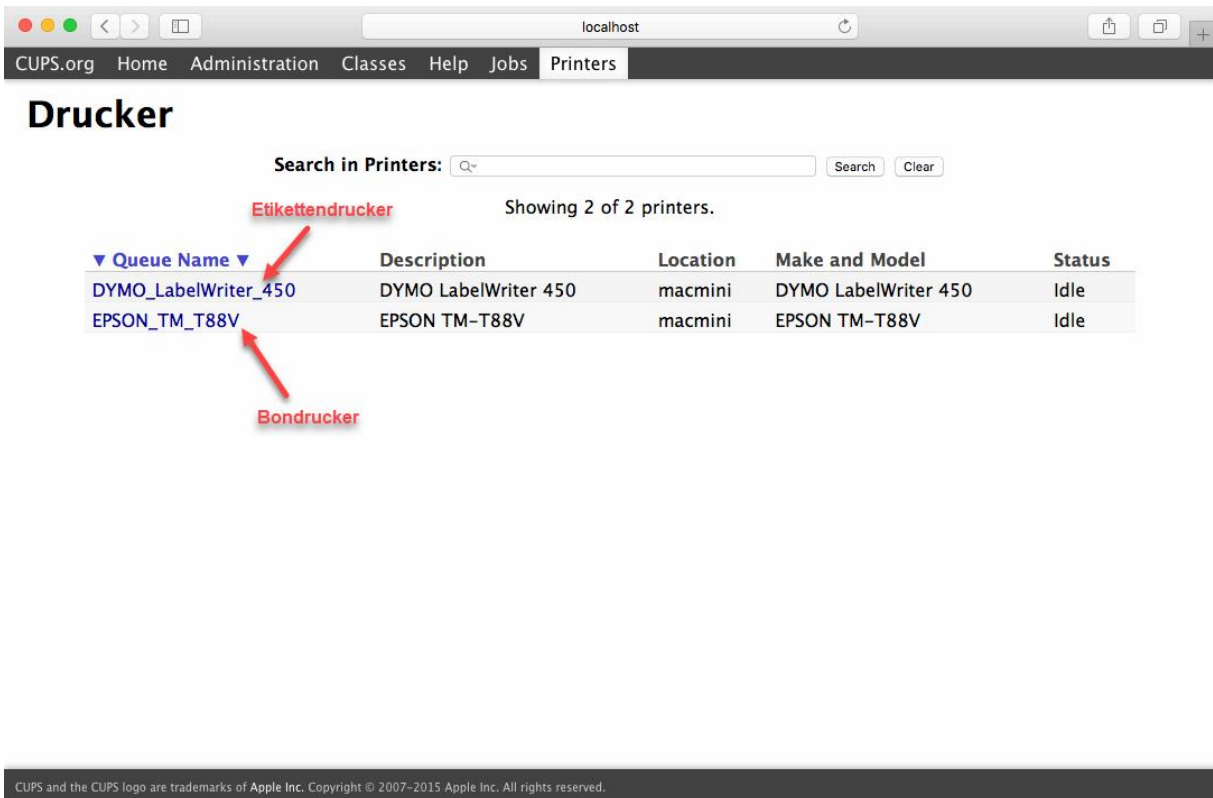 localhost
CUPS.org Home Administration Classes Help Jobs Printers
Drucker
Search in Printers: Search Clear
Etikettendrucker
Showing 2 of 2 printers.
▼ Queue Name ▼ Description Location Make and Model Status
DYMO_LabelWriter_450 DYMO LabelWriter 450 macmini DYMO LabelWriter 450 Idle
EPSON_TM_T88V EPSON TM-T88V macmini EPSON TM-T88V Idle
Bondrucker
CUPS and the CUPS logo are trademarks of Apple Inc. Copyright © 2007-2015 Apple Inc. All rights reserved.